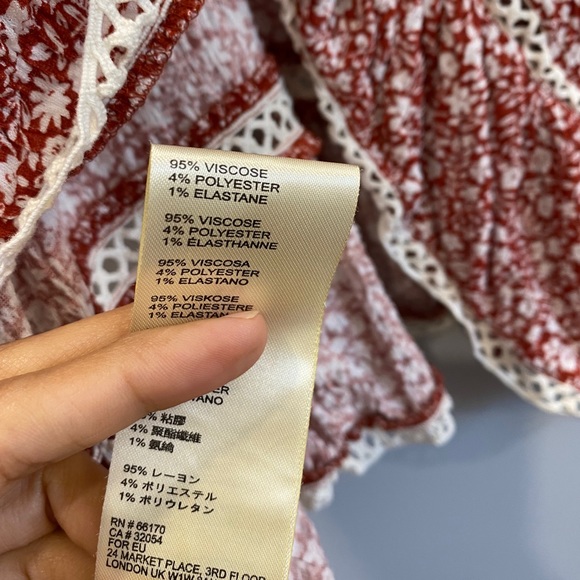 95% VISCOSE
4% POLYESTER
1% ELASTANE
95% VISCOSE
4% POLYESTER
1% ÉLASTHANNE
95% VISCOSA
4% POLYESTER
1% ELASTANO
95% VISKOSE
4% POLIESTERE
1% ELASTAN
粘膠
4% 聚酯纖維
1% 氨綸
95% レーヨン
4% ポリエステル
1% ポリウレタン
RN # 66170
CA # 32054
FOR EU
24 MARKET PLACE, 3RD FLOOR
LONDON UK